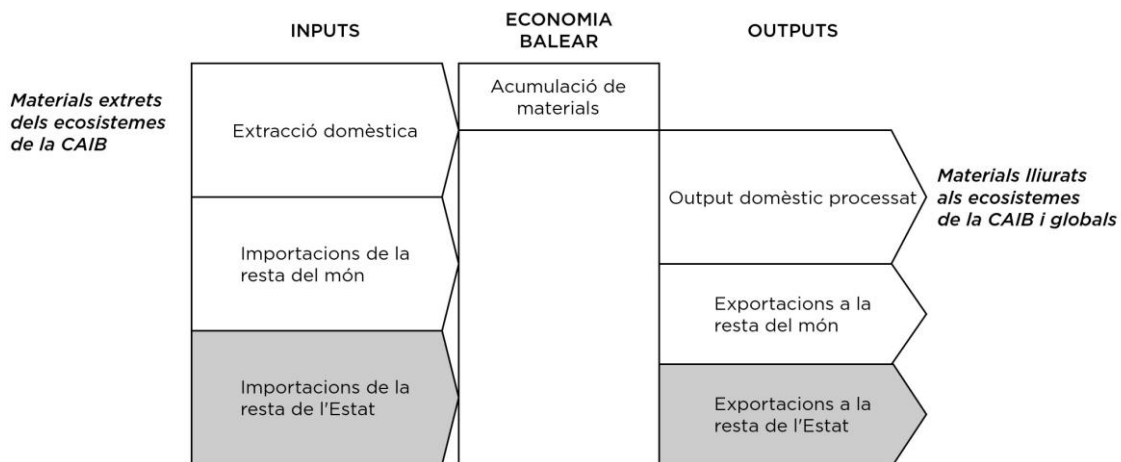 INPUTS
ECONOMIA
BALEAR
OUTPUTS
Materials extrets
dels ecosistemes
de la CAIB
Extracció domèstica
Acumulació de
materials
Output domèstic processat
Materials lliurats
als ecosistemes
de la CAIB i globals
Importacions de la
resta del món
Exportacions a la
resta del món
Importacions de la
resta de l'Estat
Exportacions a la
resta de l'Estat